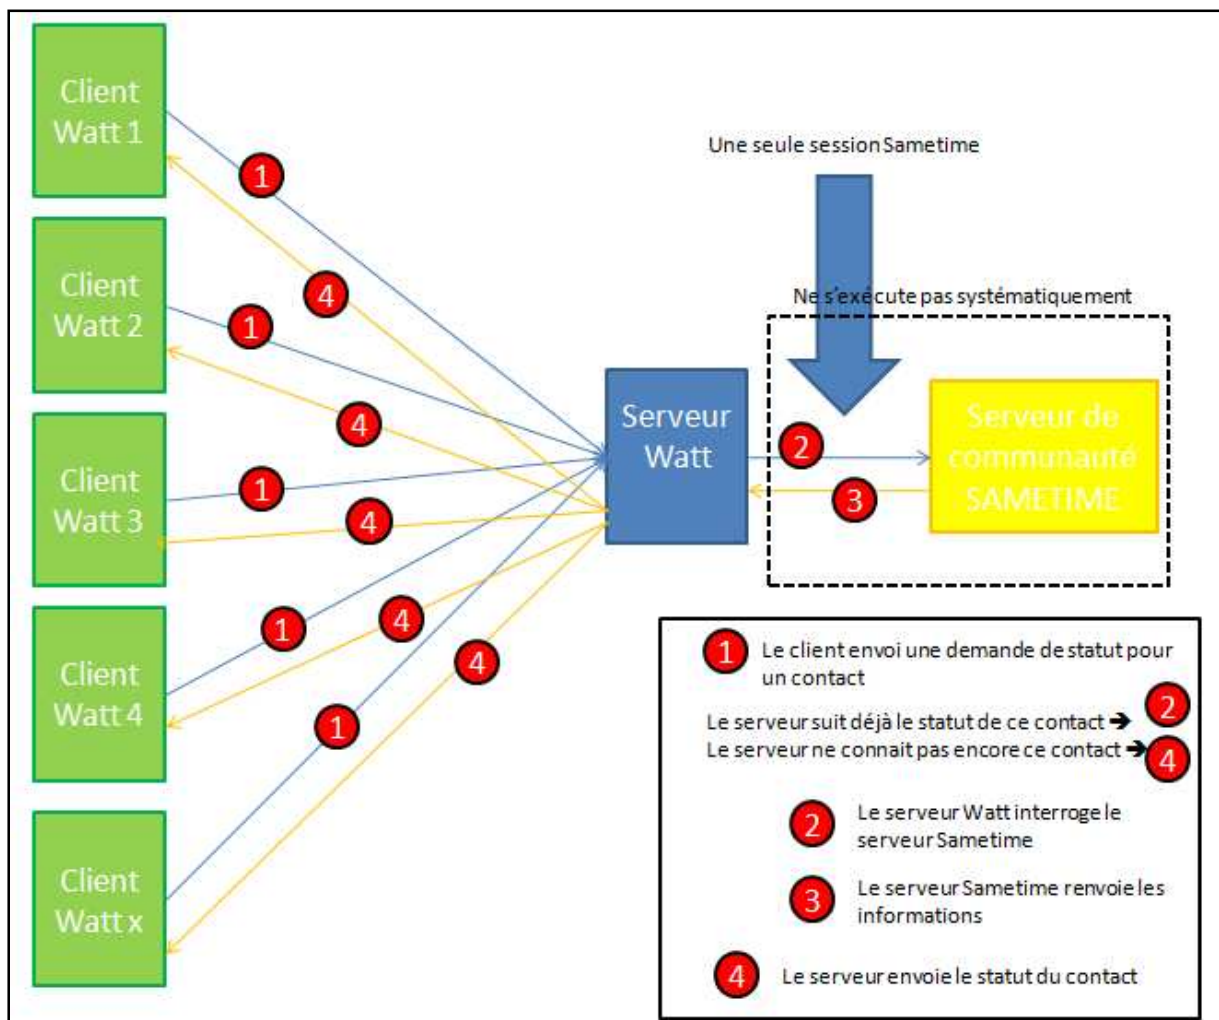 Client
Watt 1
1
4
Client
Watt 2
1
4
Client
Watt 3
1
4
Client
Watt 4
1
4
Client
Watt x
1
4
Une seule session Sametime
Ne s'exécute pas systématiquement
Serveur
Watt
2
3
Serveur de
communauté
SAMETIME
1 Le client envoi une demande de statut pour
un contact
Le serveur suit déjà le statut de ce contact → 2
Le serveur ne connait pas encore ce contact → 4
2 Le serveur Watt interroge le
serveur Sametime
3 Le serveur Sametime renvoie les
informations
4 Le serveur envoie le statut du contact